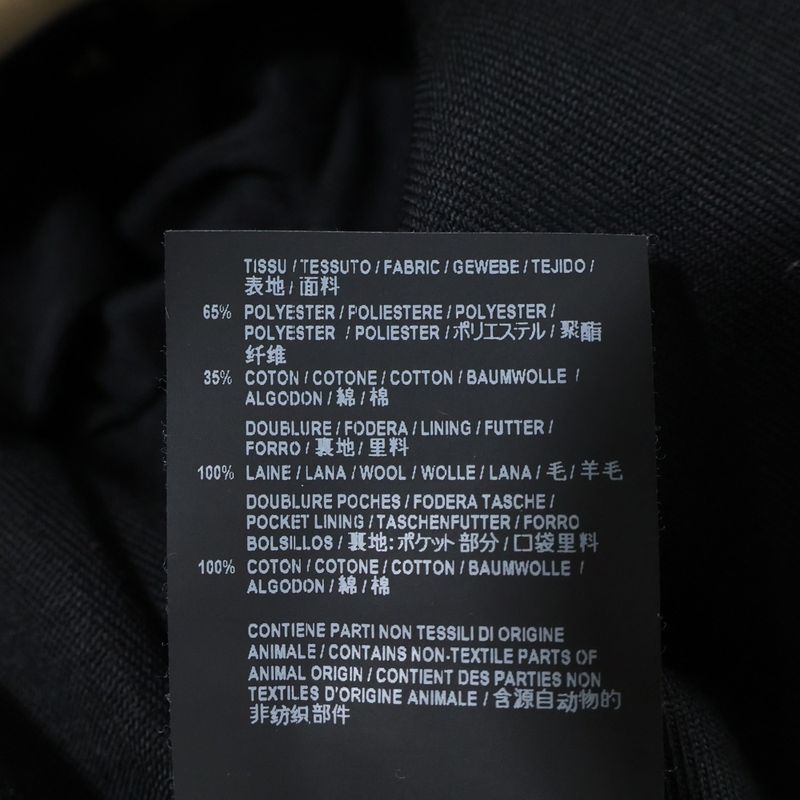 TISSU / TESSUTO / FABRIC / GEWEBE / TEJIDO /
表地 / 面料
65% POLYESTER / POLIESTERE / POLYESTER /
POLYESTER / POLIESTER / ポリエステル / 聚酯
纤维
35% COTON / COTONE / COTTON / BAUMWOLLE /
ALGODON / 綿 / 棉
DOUBLURE / FODERA / LINING / FUTTER /
FORRO / 裏地 / 里料
100% LAINE / LANA / WOOL / WOLLE / LANA / 毛 / 羊毛
DOUBLURE POCHES / FODERA TASCHE /
POCKET LINING / TASCHENFUTTER / FORRO
BOLSILLOS / 裏地:ポケット部分 / 口袋里料
100% COTON / COTONE / COTTON / BAUMWOLLE /
ALGODON / 綿 / 棉
CONTIENE PARTI NON TESSILI DI ORIGINE
ANIMALE / CONTAINS NON-TEXTILE PARTS OF
ANIMAL ORIGIN / CONTIENT DES PARTIES NON
TEXTILES D'ORIGINE ANIMALE / 含源自动物的
非纺织部件